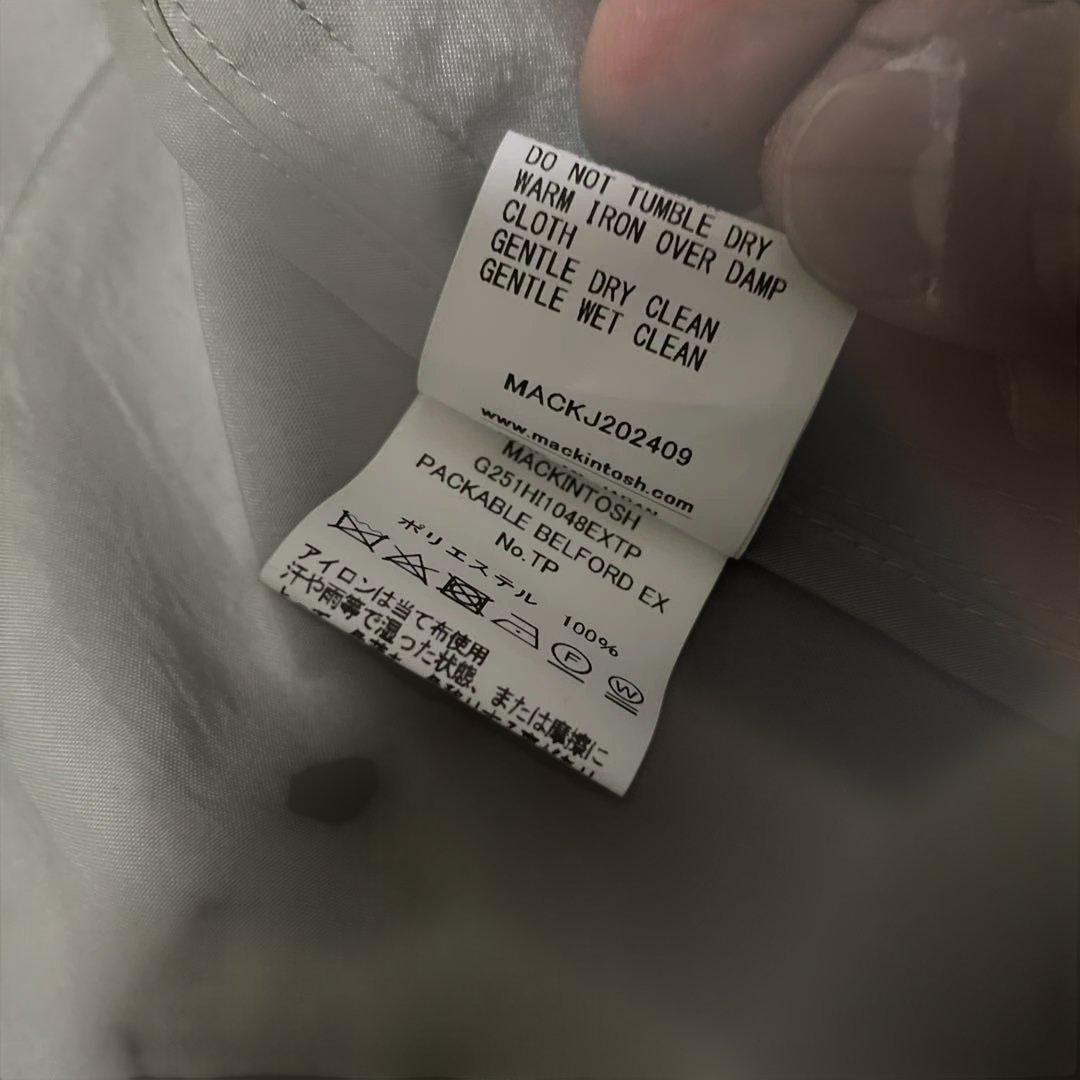 DO NOT TUMBLE DRY
WARM IRON OVER DAMP
CLOTH
GENTLE DRY CLEAN
GENTLE WET CLEAN
MACKJ202409
www.mackintosh.com
MACKINTOSH
G251HI1048EXTP
PACKABLE BELFORD EX
No.TP
ポリエステル 100%
F
W
アイロンは当て布使用
汗や雨等で湿った状態、または摩擦に